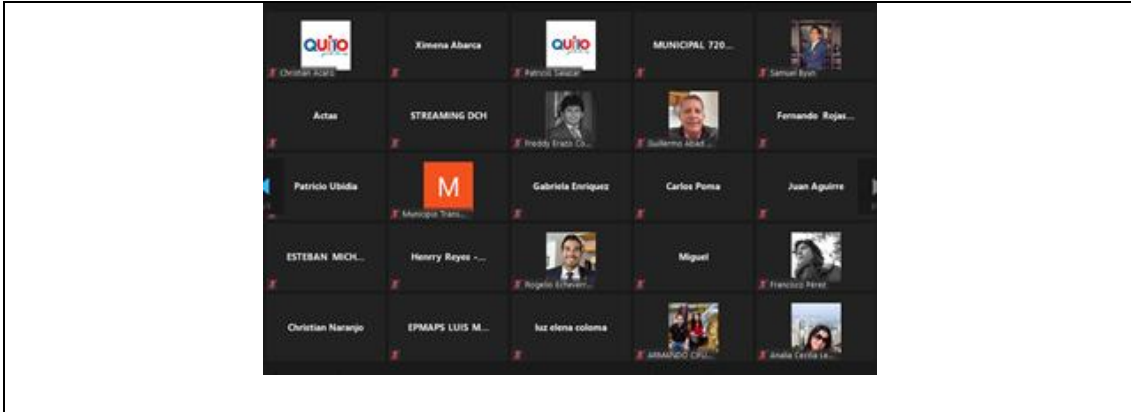 QUITO
Christian Acaro
Ximena Abarca
QUITO
Patricio Salazar
MUNICIPAL 720...
Samuel Byun
Actas
STREAMING DCH
Freddy Erazo Co...
Guillermo Abad ...
Fernando Rojas...
Patricio Ubidia
M
Municipio Trans...
Gabriela Enriquez
Carlos Poma
Juan Aguirre
ESTEBAN MICH...
Henrry Reyes -...
Rogelio Echeverr...
Miguel
Francisco Pérez
Christian Naranjo
EPMAPS LUIS M...
luz elena coloma
ARMANDO CIFU...
Analia Cecilia Le...